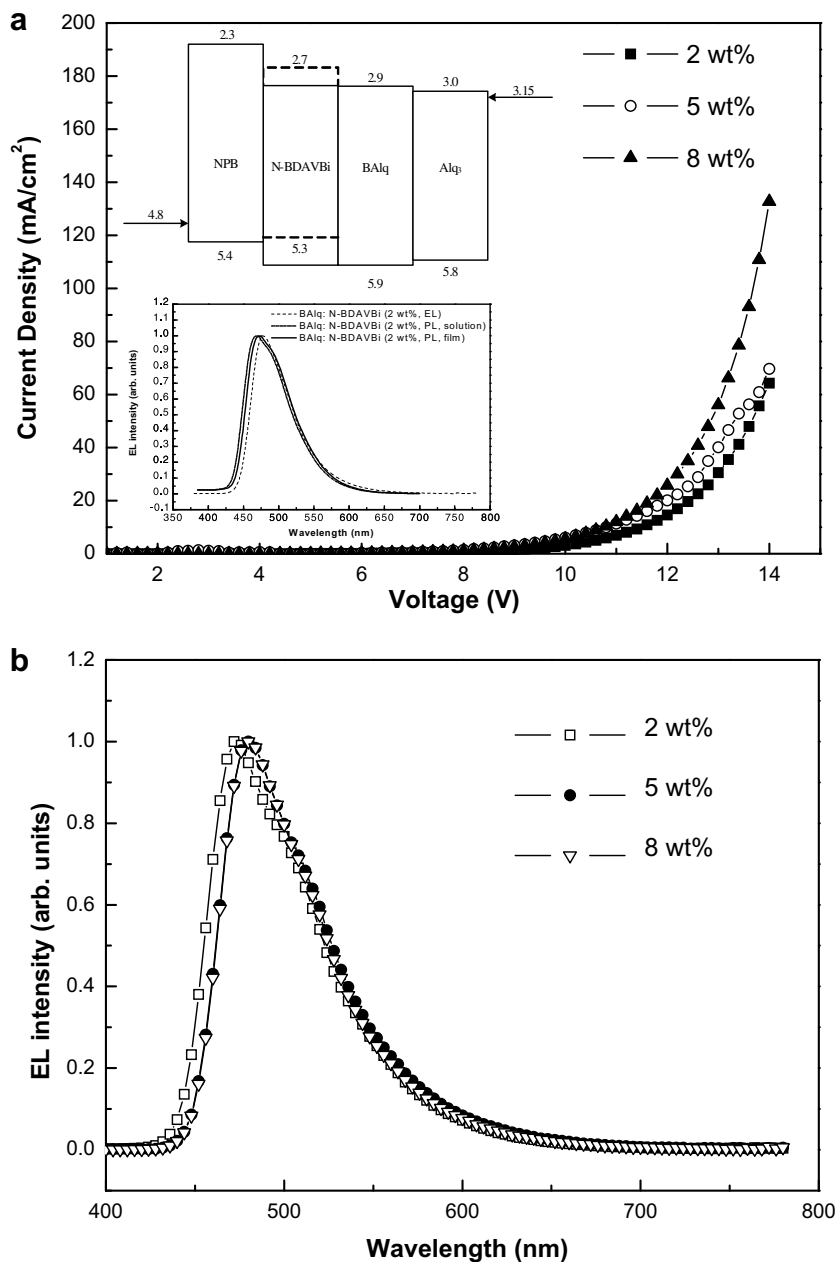 a
200
180
160
140
120
100
80
60
40
20
0
Current Density (mA/cm²)
2.3
2.7
2.9
3.0
3.15
NPB
N-BDAVBi
BAlq
Alq₃
4.8
5.4
5.3
5.9
5.8
2 wt%
5 wt%
8 wt%
BAlq: N-BDAVBi (2 wt%, EL)
BAlq: N-BDAVBi (2 wt%, PL, solution)
BAlq: N-BDAVBi (2 wt%, PL, film)
1.2
1.1
1.0
0.9
0.8
0.7
0.6
0.5
0.4
0.3
0.2
0.1
0.0
-0.1
EL intensity (arb. units)
350 400 450 500 550 600 650 700 750 800
Wavelength (nm)
2 4 6 8 10 12 14
Voltage (V)
b
1.2
1.0
0.8
0.6
0.4
0.2
0.0
EL intensity (arb. units)
2 wt%
5 wt%
8 wt%
400 500 600 700 800
Wavelength (nm)